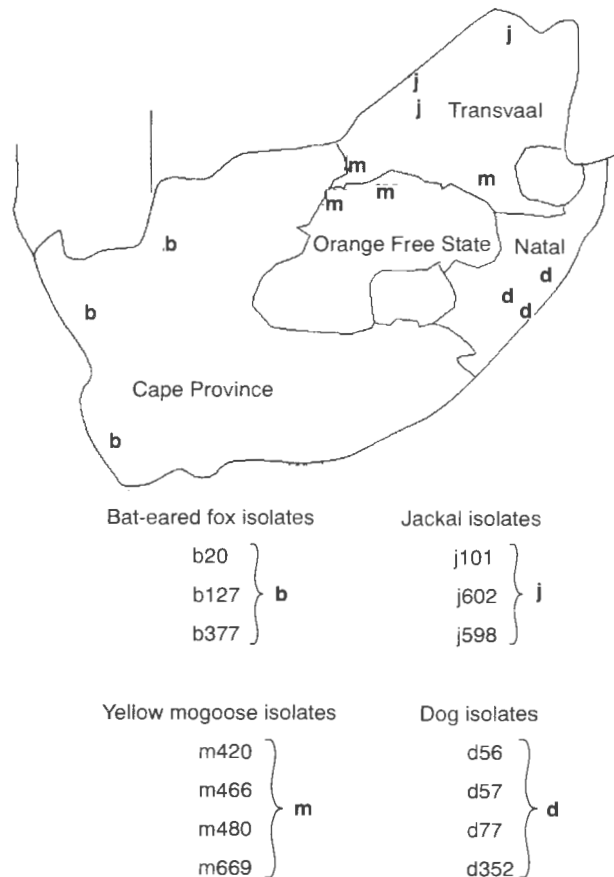 j
j
j Transvaal
m
m m
m
b Orange Free State Natal
d
d
b d
Cape Province
b
Bat-eared fox isolates Jackal isolates
b20 j101
b127 b j602 j
b377 j598
Yellow mogoose isolates Dog isolates
m420 d56
m466 d57
m m480 d d77
m669 d352